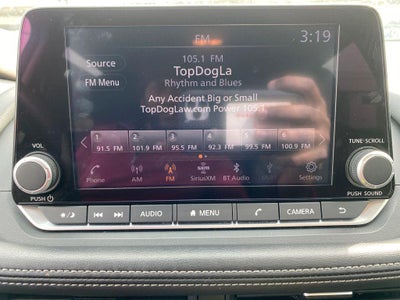 FM
3:19
Source
105.1 FM
TopDogLa
FM Menu
Rhythm and Blues
Any Accident Big or Small
TopDogLaw.com Power 105.1
1 2 3 4 5 6
91.5 FM 101.9 FM 95.5 FM 92.3 FM 99.5 FM 100.9 FM
VOL
TUNE•SCROLL
Phone AM FM SiriusXM BT Audio Settings
PUSH
PUSH SOUND
AUDIO MENU CAMERA